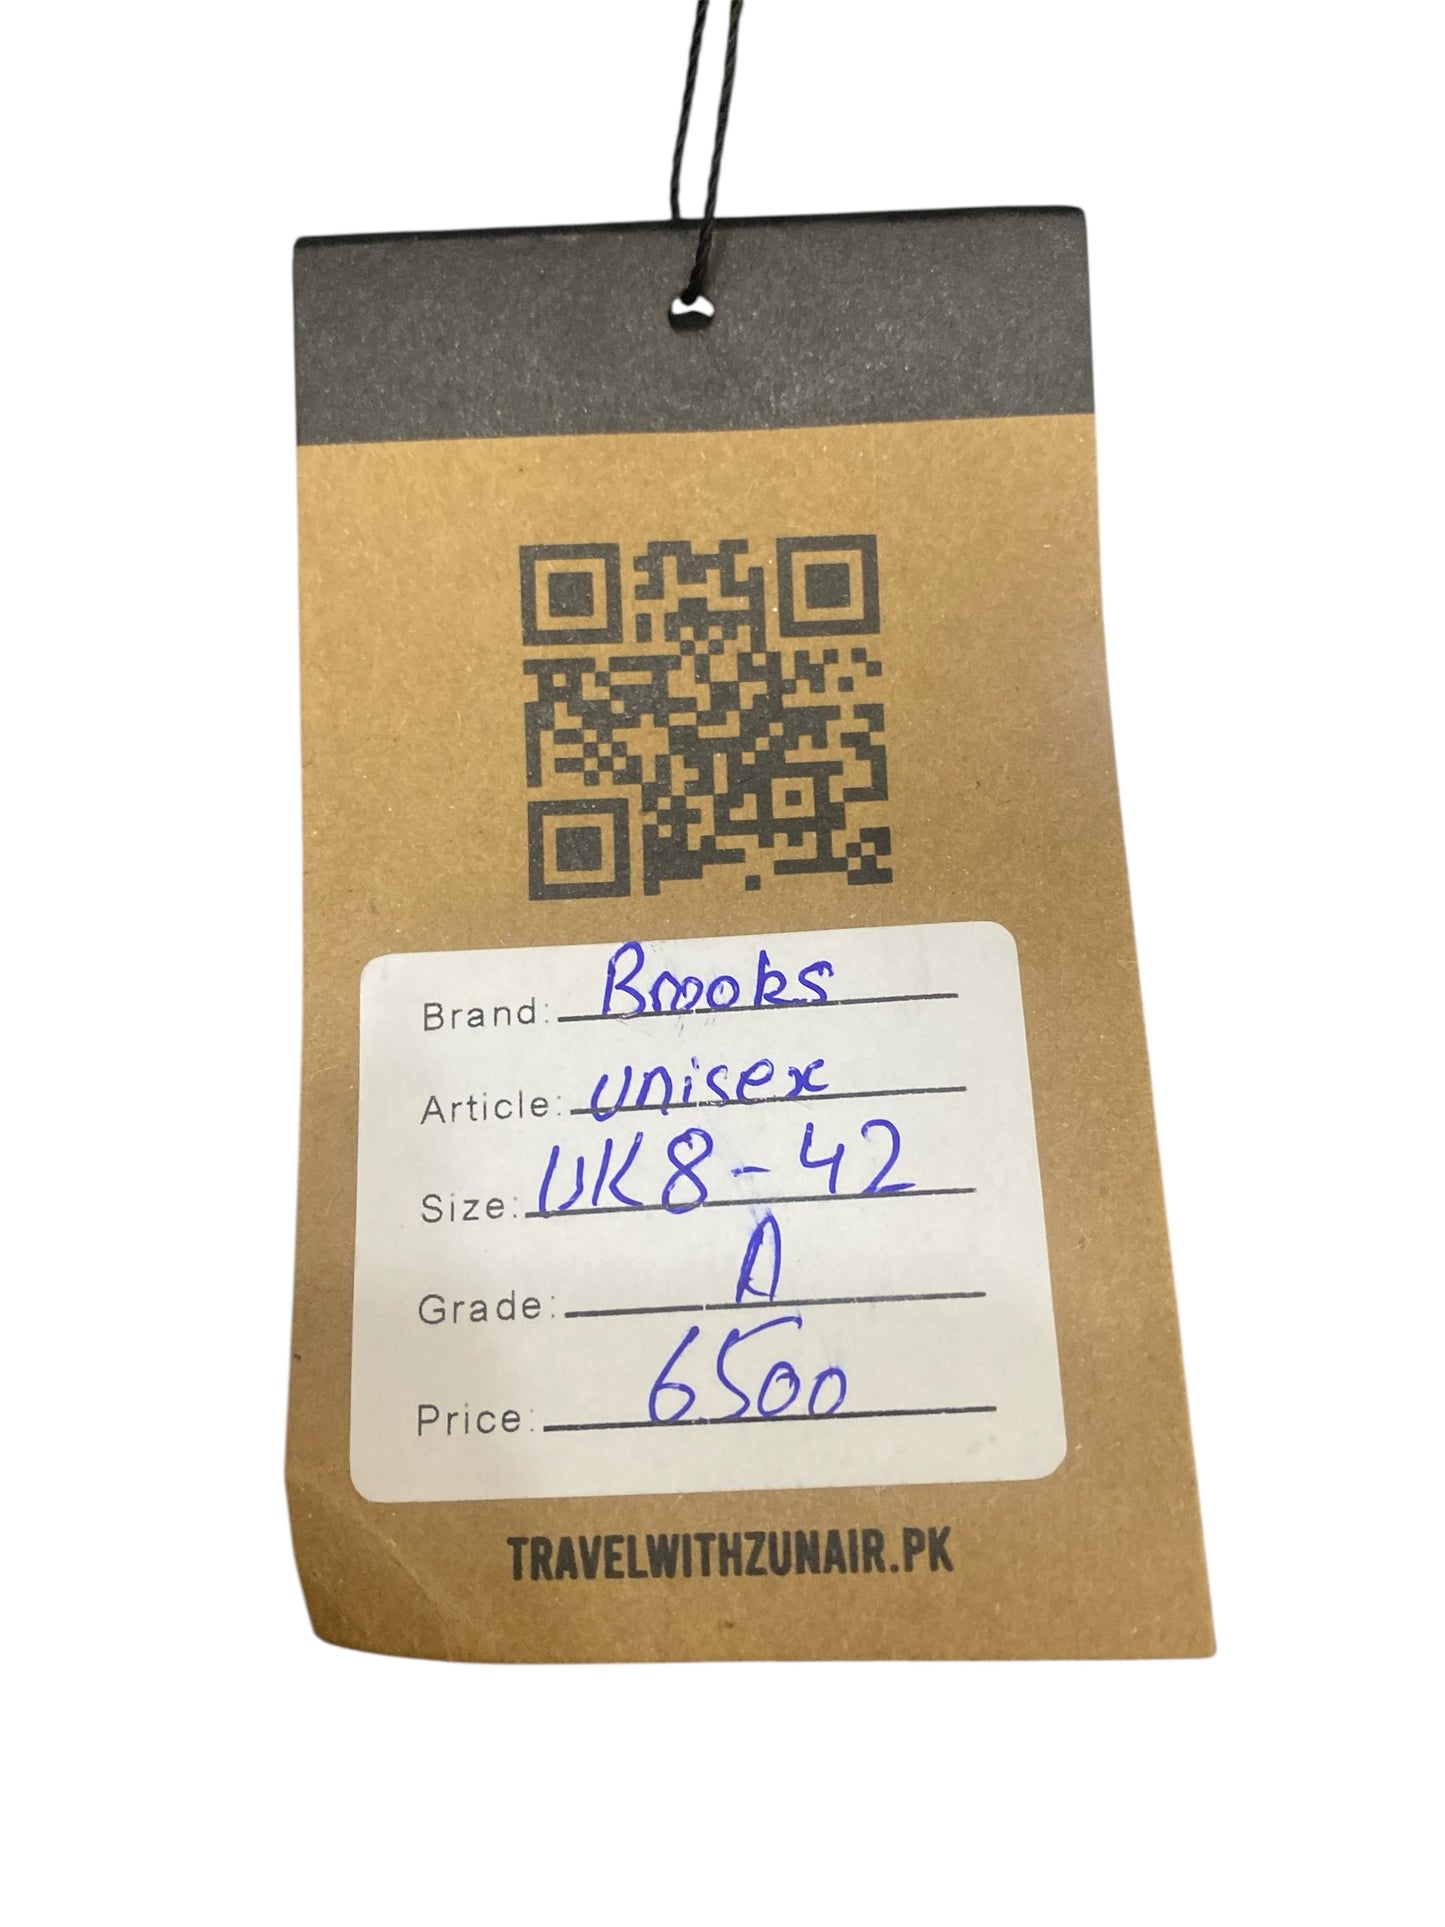 Brand: Brooks
Article: unisex
Size: UK8-42
Grade: A
Price: 6500
TRAVELWITHZUNAIR.PK